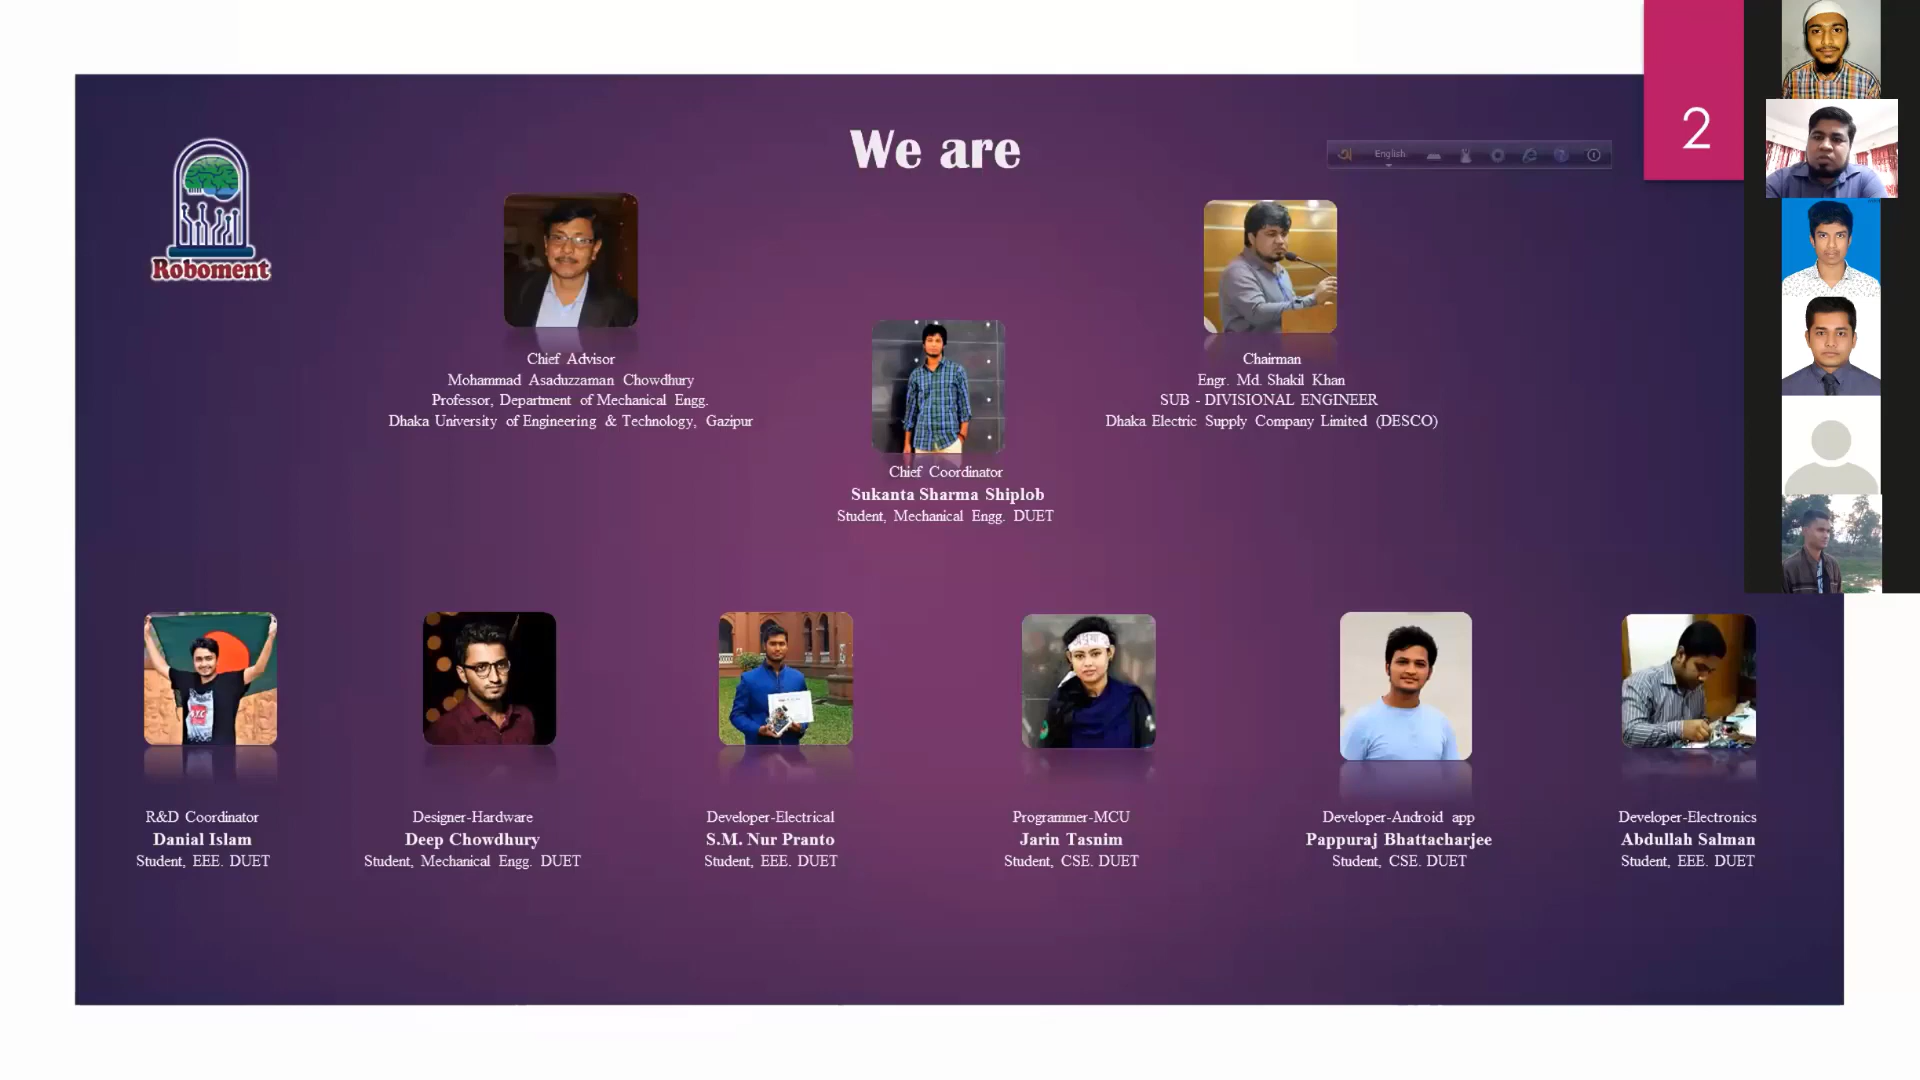 We are
2
অ English
Roboment
Chief Advisor
Mohammad Asaduzzaman Chowdhury
Professor, Department of Mechanical Engg.
Dhaka University of Engineering & Technology, Gazipur
Chairman
Engr. Md. Shakil Khan
SUB - DIVISIONAL ENGINEER
Dhaka Electric Supply Company Limited (DESCO)
Chief Coordinator
Sukanta Sharma Shiplob
Student, Mechanical Engg. DUET
R&D Coordinator
Danial Islam
Student, EEE. DUET
Designer-Hardware
Deep Chowdhury
Student, Mechanical Engg. DUET
Developer-Electrical
S.M. Nur Pranto
Student, EEE. DUET
Programmer-MCU
Jarin Tasnim
Student, CSE. DUET
Developer-Android app
Pappuraj Bhattacharjee
Student, CSE. DUET
Developer-Electronics
Abdullah Salman
Student, EEE. DUET